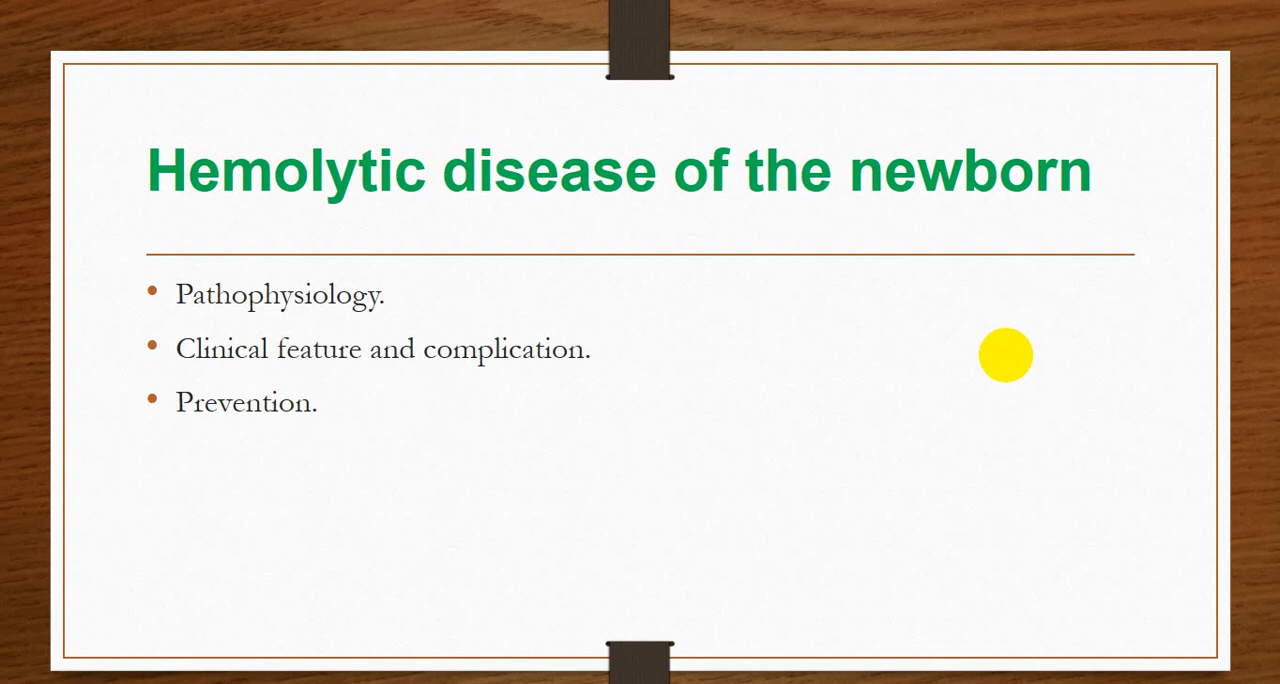 Hemolytic disease of the newborn
• Pathophysiology.
• Clinical feature and complication.
• Prevention.